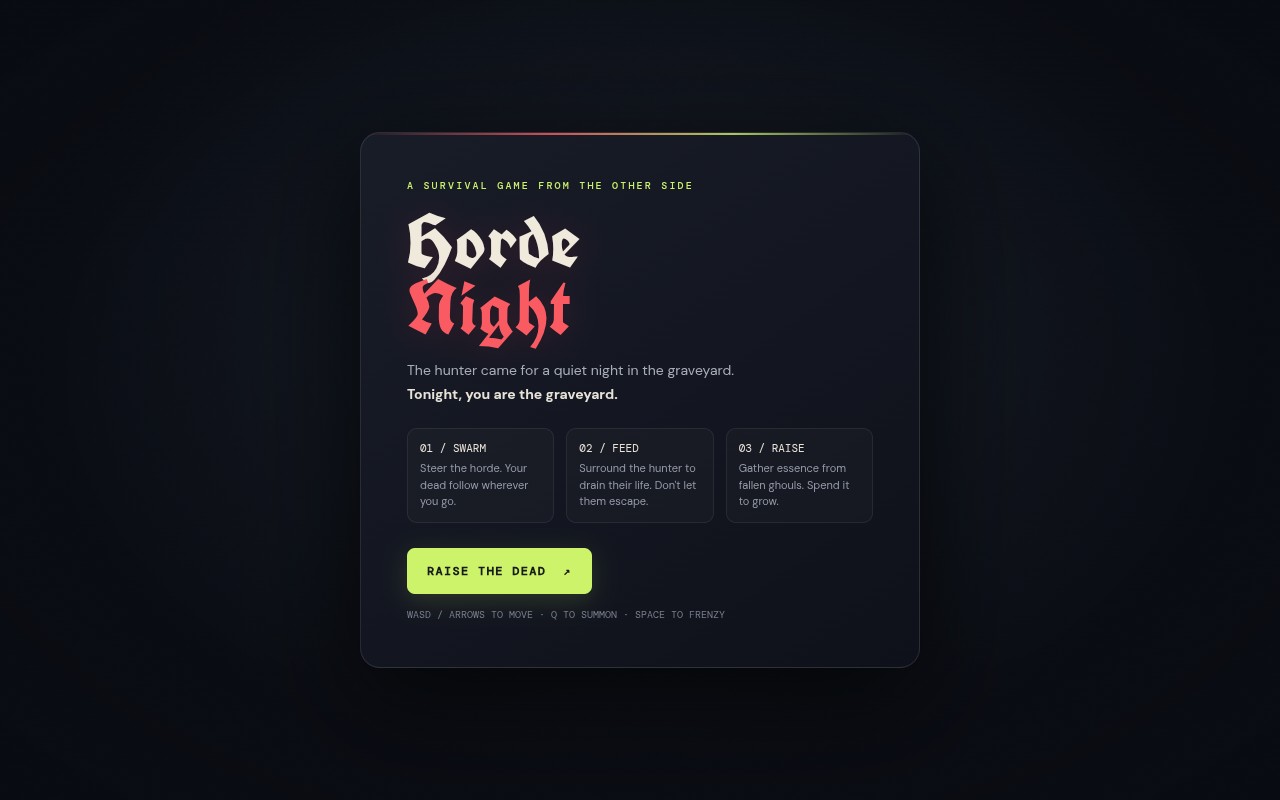 A SURVIVAL GAME FROM THE OTHER SIDE
Horde
Night
The hunter came for a quiet night in the graveyard.
Tonight, you are the graveyard.
01 / SWARM
Steer the horde. Your
dead follow wherever
you go.
02 / FEED
Surround the hunter to
drain their life. Don't let
them escape.
03 / RAISE
Gather essence from
fallen ghouls. Spend it
to grow.
RAISE THE DEAD ↗
WASD / ARROWS TO MOVE · Q TO SUMMON · SPACE TO FRENZY